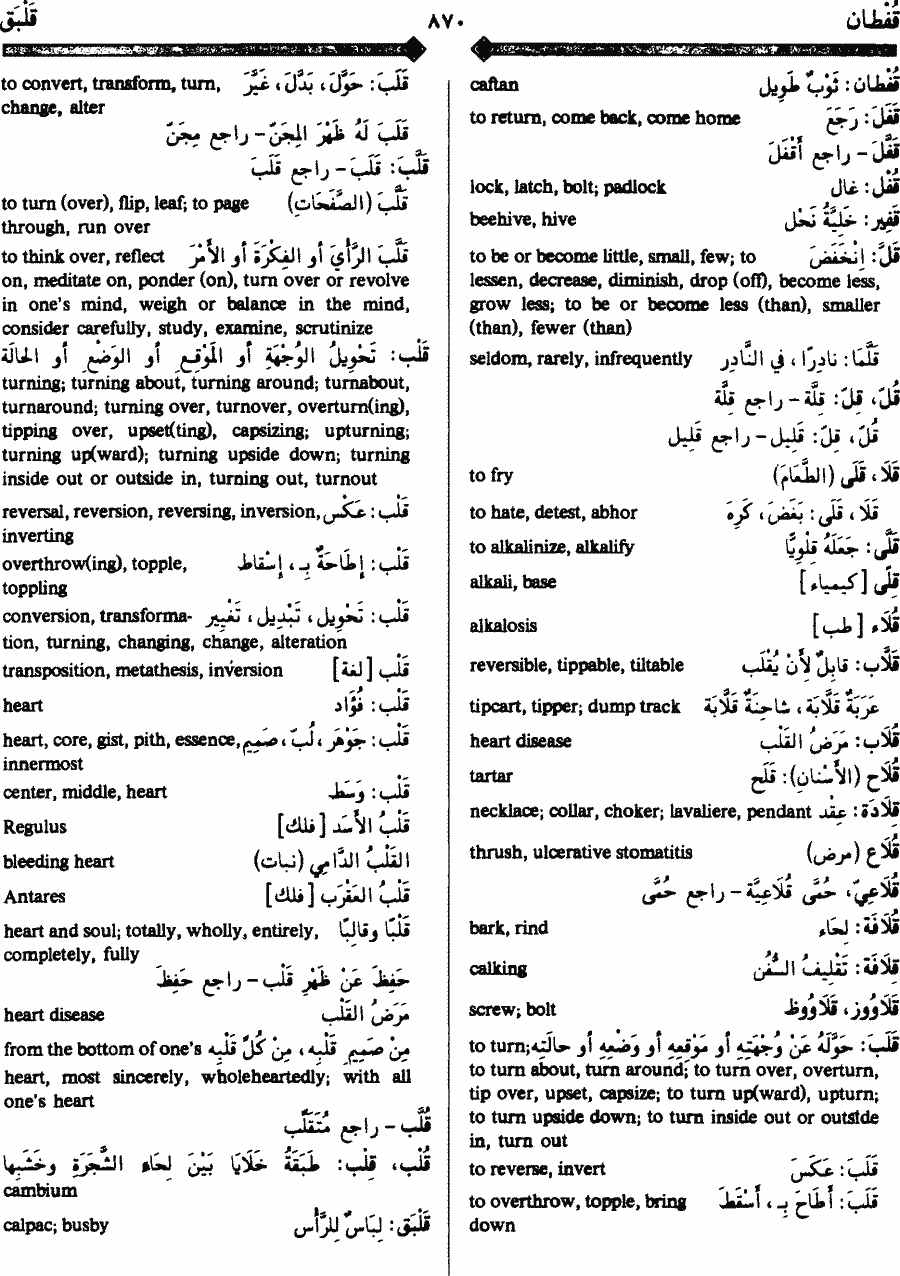 قُفْطان ٨٧٠ قَلْبَق
قُفْطان: ثَوْبٌ طَوِيل caftan
قَفَلَ: رَجَعَ to return, come back, come home
قَفَّلَ - راجع أَقْفَلَ
قُفْل: غال lock, latch, bolt; padlock
قَفِير: خَلِيَّةُ نَحْل beehive, hive
قَلَّ: اِنْخَفَضَ to be or become little, small, few; to
lessen, decrease, diminish, drop (off), become less,
grow less; to be or become less (than), smaller
(than), fewer (than)
قَلَّمَا: نادِرًا، في النَّادِر seldom, rarely, infrequently
قُلّ، قِلّ: قِلَّة - راجع قِلَّة
قُلّ، قِلّ: قَلِيل - راجع قَلِيل
قَلَا، قَلَى (الطَّعَامَ) to fry
قَلَا، قَلَى: بَغَضَ، كَرِهَ to hate, detest, abhor
قَلَّى: جَعَلَهُ قِلْوِيًّا to alkalinize, alkalify
قِلْي [كيمياء] alkali, base
قُلَاء [طب] alkalosis
قَلَّاب: قابِلٌ لِأَنْ يُقْلَب reversible, tippable, tiltable
عَرَبَةٌ قَلَّابَة، شاحِنَةٌ قَلَّابَة tipcart, tipper; dump track
قُلَاب: مَرَضُ القَلْب heart disease
قُلَاح (الأَسْنان): قَلَح tartar
قِلَادَة: عِقْد necklace; collar, choker; lavaliere, pendant
قُلَاع (مرض) thrush, ulcerative stomatitis
قُلَاعِيّ، حُمَّى قُلَاعِيَّة - راجع حُمَّى
قُلَافَة: لِحَاء bark, rind
قِلَافَة: تَقْلِيفُ السُّفُن calking
قَلَاوُوز، قَلَاوُوظ screw; bolt
قَلَبَ: حَوَّلَهُ عَنْ وُجْهَتِهِ أو مَوْقِعِهِ أو وَضْعِهِ أو حالَتِه to turn;
to turn about, turn around; to turn over, overturn,
tip over, upset, capsize; to turn up(ward), upturn;
to turn upside down; to turn inside out or outside
in, turn out
قَلَبَ: عَكَسَ to reverse, invert
قَلَبَ: أَطَاحَ بِـ، أَسْقَطَ to overthrow, topple, bring
down
قَلَبَ: حَوَّلَ، بَدَّلَ، غَيَّرَ to convert, transform, turn,
change, alter
قَلَبَ لَهُ ظَهْرَ المِجَنّ - راجع مِجَنّ
قَلَّبَ: قَلَبَ - راجع قَلَبَ
قَلَّبَ (الصَّفَحَاتِ) to turn (over), flip, leaf; to page
through, run over
قَلَّبَ الرَّأْيَ أو الفِكْرَةَ أو الأَمْرَ to think over, reflect
on, meditate on, ponder (on), turn over or revolve
in one's mind, weigh or balance in the mind,
consider carefully, study, examine, scrutinize
قَلْب: تَحْوِيلُ الوُجْهَةِ أو المَوْقِعِ أو الوَضْعِ أو الحالَة
turning; turning about, turning around; turnabout,
turnaround; turning over, turnover, overturn(ing),
tipping over, upset(ting), capsizing; upturning;
turning up(ward); turning upside down; turning
inside out or outside in, turning out, turnout
قَلْب: عَكْس reversal, reversion, reversing, inversion,
inverting
قَلْب: إطَاحَةٌ بِـ، إسْقاط overthrow(ing), topple,
toppling
قَلْب: تَحْوِيل، تَبْدِيل، تَغْيِير conversion, transforma-
tion, turning, changing, change, alteration
قَلْب [لغة] transposition, metathesis, inversion
قَلْب: فُؤَاد heart
قَلْب: جَوْهَر، لُبّ، صَمِيم heart, core, gist, pith, essence,
innermost
قَلْب: وَسَط center, middle, heart
قَلْبُ الأَسَد [فلك] Regulus
القَلْبُ الدَّامِي (نبات) bleeding heart
قَلْبُ العَقْرَب [فلك] Antares
قَلْبًا وقالِبًا heart and soul; totally, wholly, entirely,
completely, fully
حَفِظَ عَنْ ظَهْرِ قَلْب - راجع حَفِظَ
مَرَضُ القَلْب heart disease
مِنْ صَمِيمِ قَلْبِه، مِنْ كُلِّ قَلْبِه from the bottom of one's
heart, most sincerely, wholeheartedly; with all
one's heart
قُلَّب - راجع مُتَقَلِّب
قُلْب، قِلْب: طَبَقَةُ خَلَايَا بَيْنَ لِحَاءِ الشَّجَرَةِ وخَشَبِها
cambium
قَلْبَق: لِبَاسٌ لِلرَّأْس calpac; busby